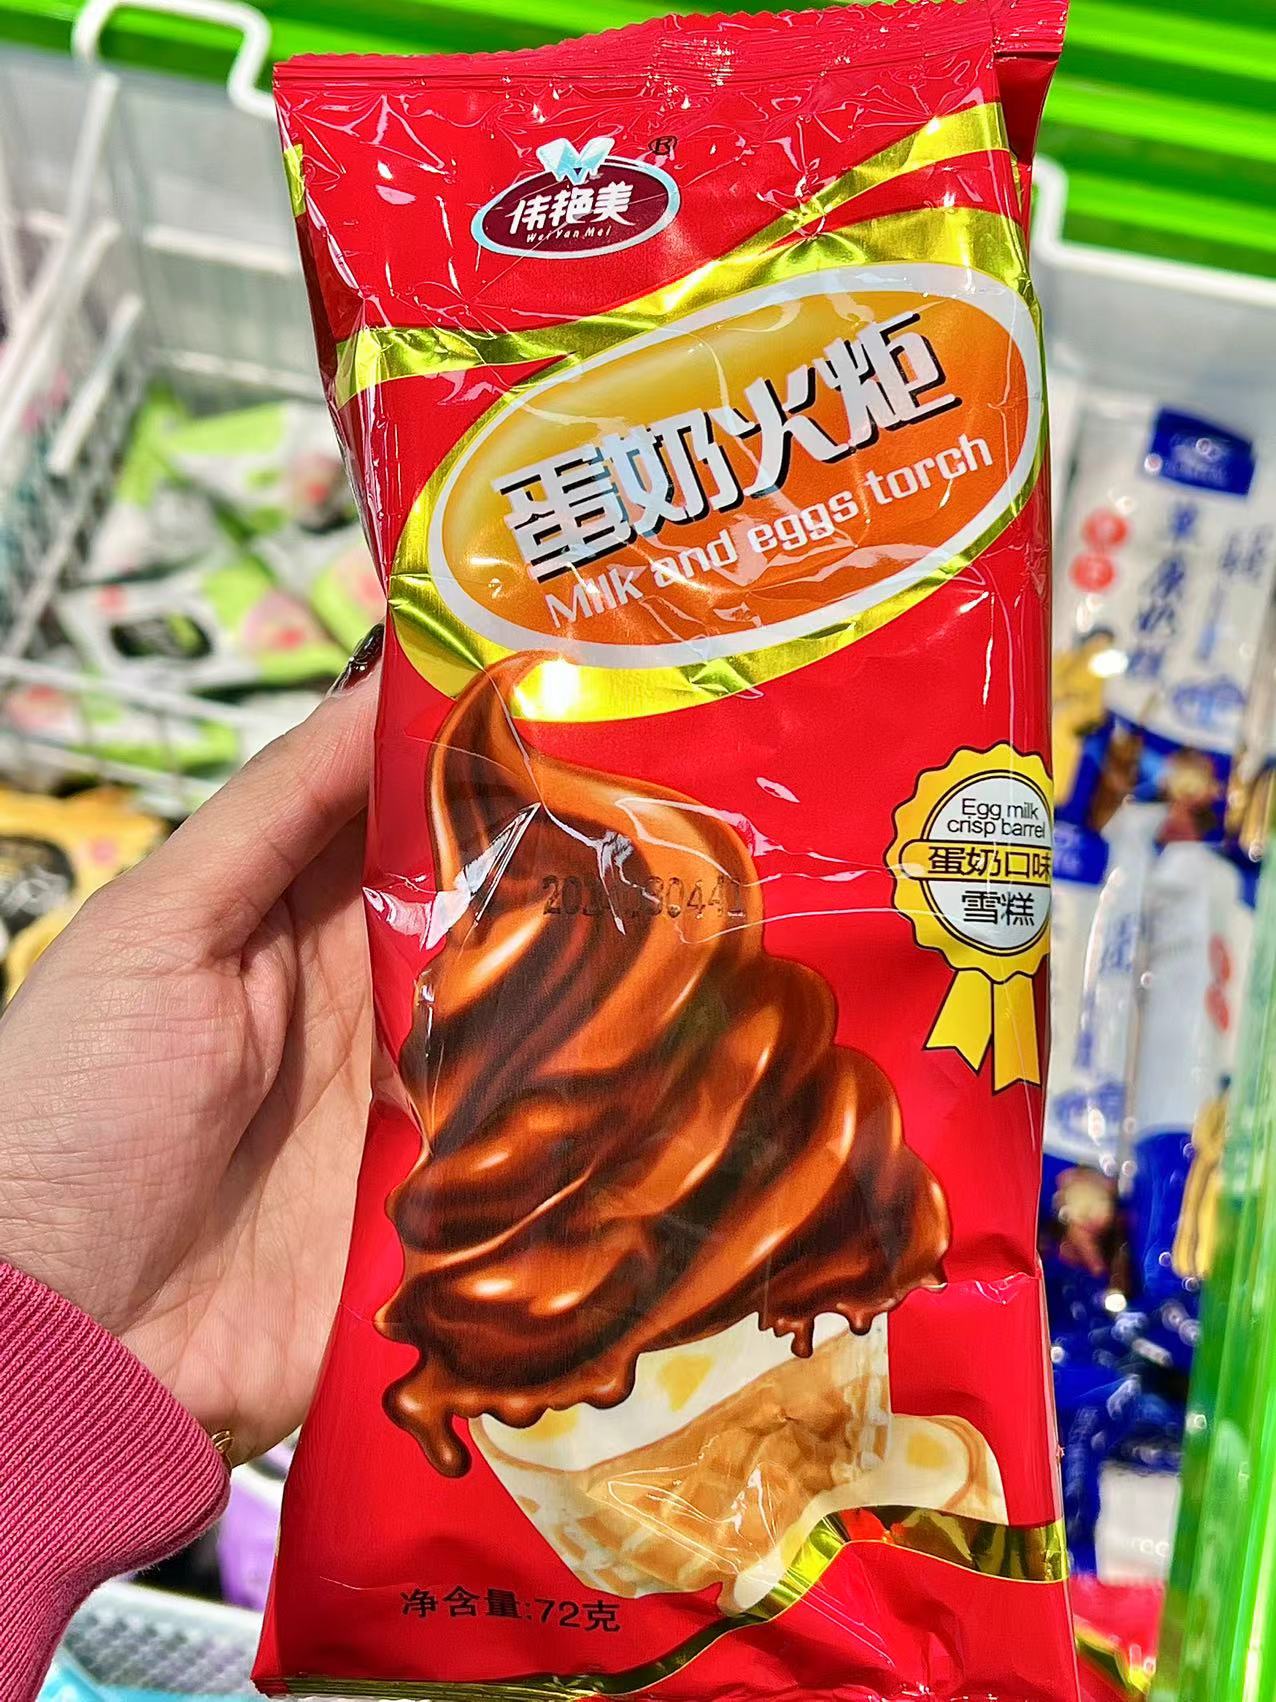 伟艳美
®
Wei Yan Mei
蛋奶火炬
Milk and eggs torch
Egg milk
crisp barrel
蛋奶口味
雪糕
净含量:72克